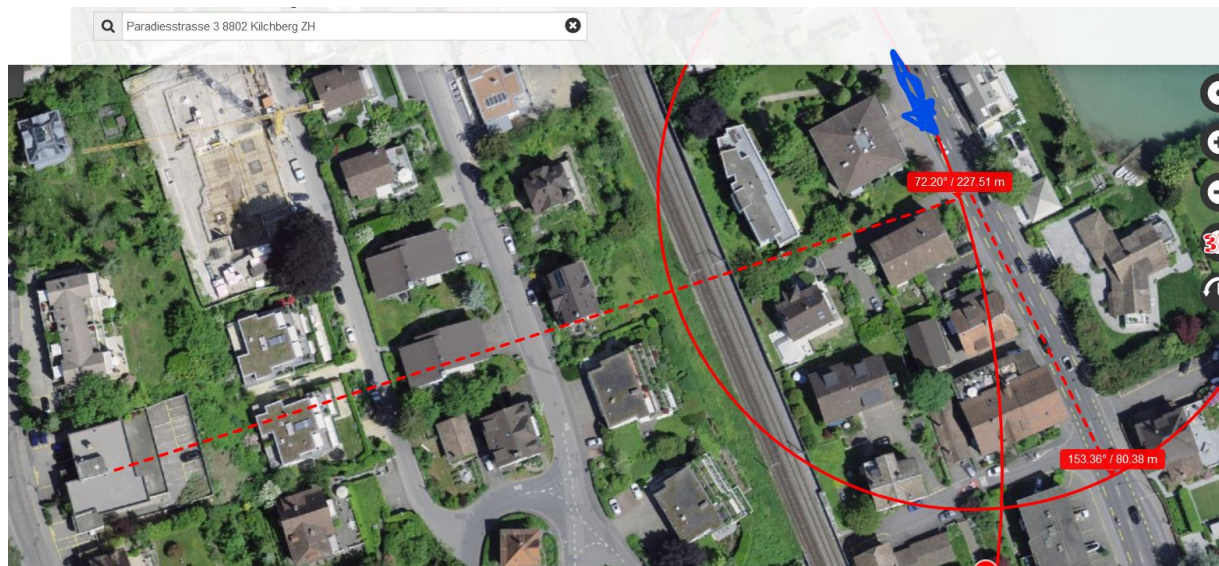 Paradiesstrasse 3 8802 Kilchberg ZH
72.20° / 227.51 m
153.36° / 80.38 m